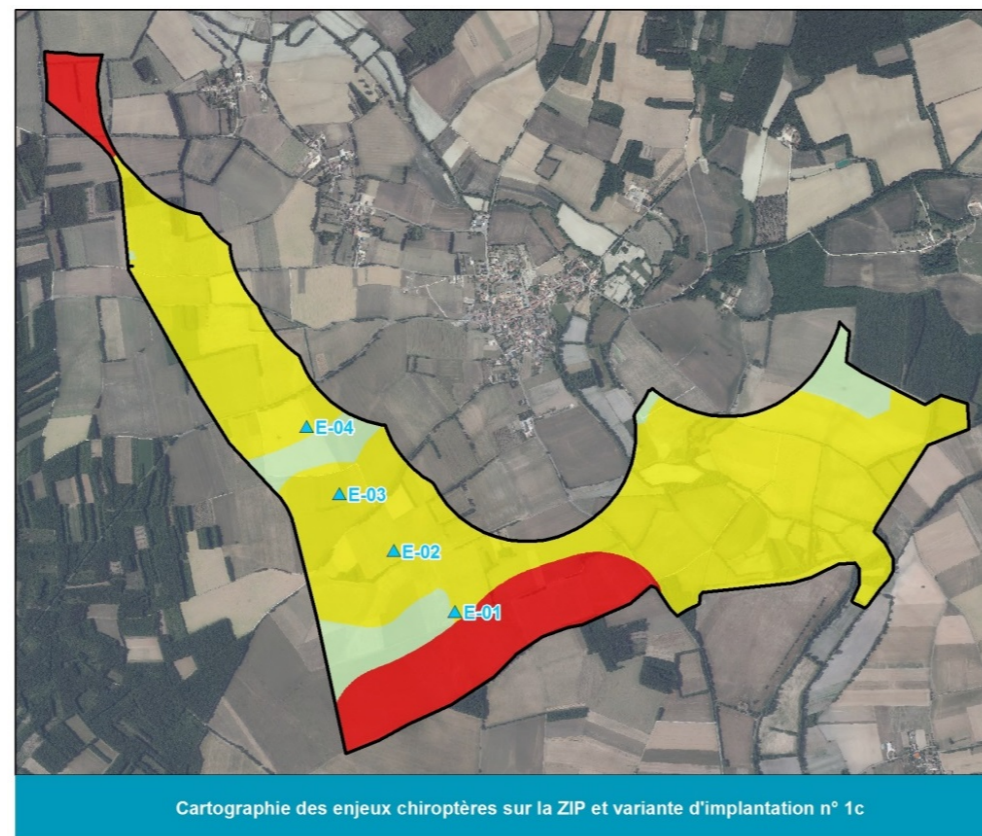 E-04
E-03
E-02
E-01
Cartographie des enjeux chiroptères sur la ZIP et variante d'implantation n° 1c